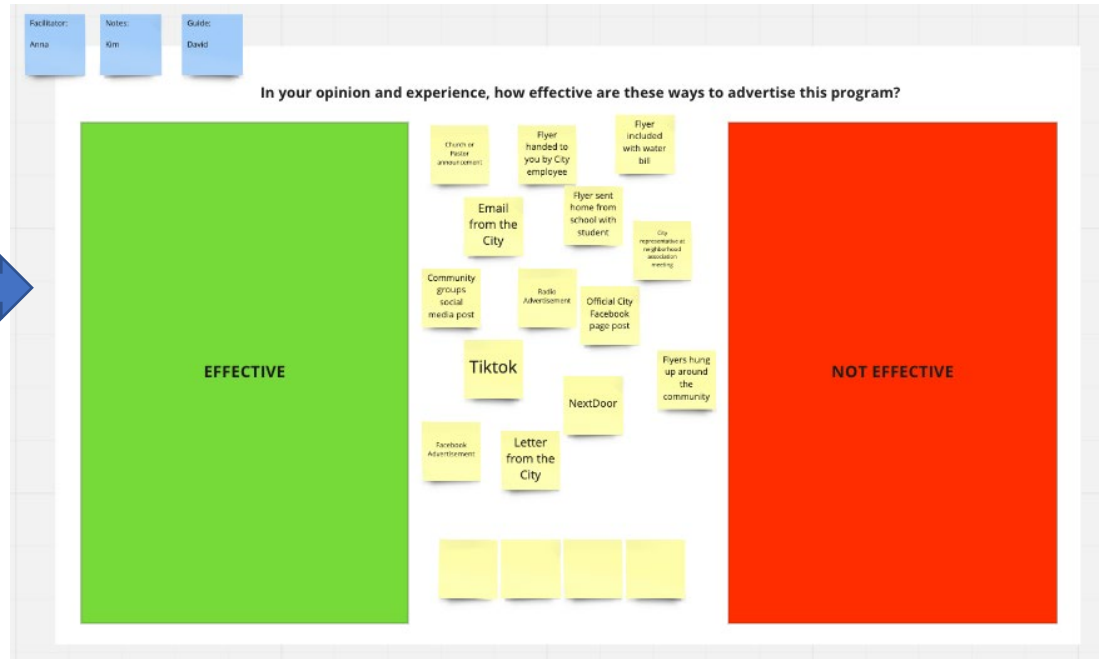 Facilitator:
Anna
Notes:
Kim
Guide:
David
In your opinion and experience, how effective are these ways to advertise this program?
Church or
Pastor
announcement
Flyer
handed to
you by City
employee
Flyer
included
with water
bill
Email
from the
City
Flyer sent
home from
school with
student
City
representative at
neighborhood
association
meeting
Community
groups
social
media post
Radio
Advertisement
Official City
Facebook
page post
Tiktok
NextDoor
Flyers hung
up around
the
community
Facebook
Advertisement
Letter
from the
City
EFFECTIVE
NOT EFFECTIVE